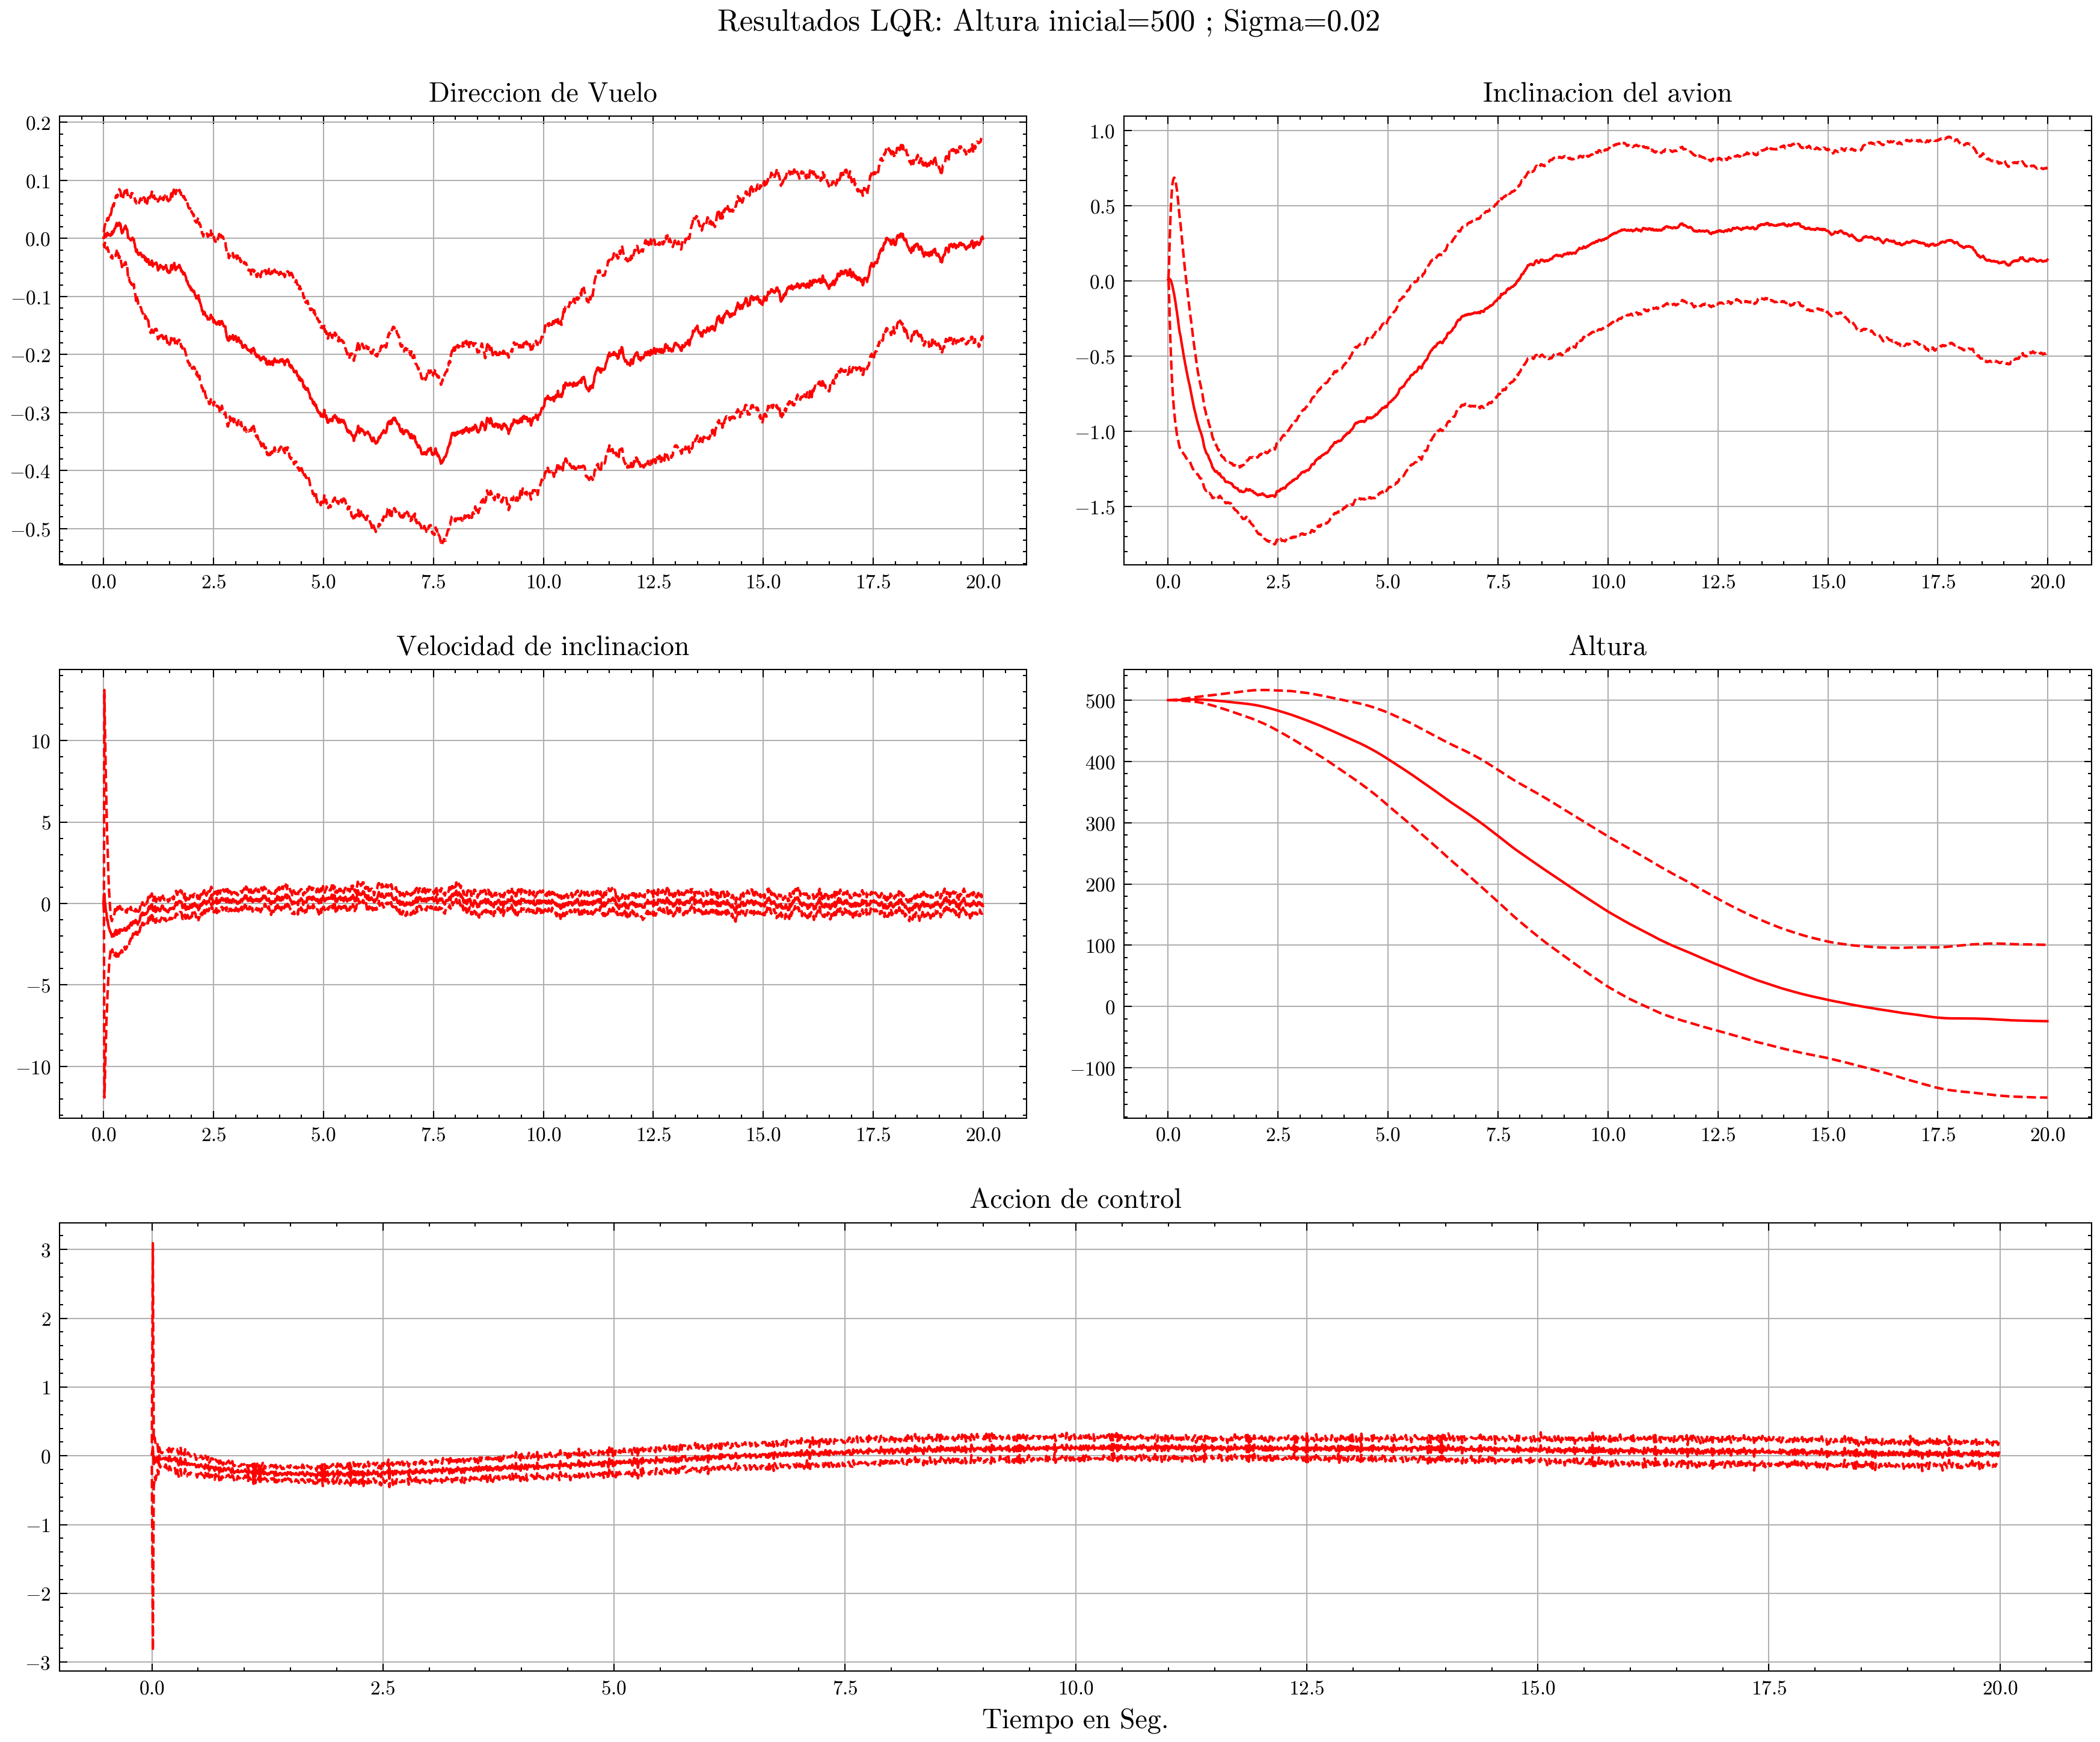 Resultados LQR: Altura inicial=500 ; Sigma=0.02
Direccion de Vuelo
0.2
0.1
0.0
−0.1
−0.2
−0.3
−0.4
−0.5
0.0 2.5 5.0 7.5 10.0 12.5 15.0 17.5 20.0
Inclinacion del avion
1.0
0.5
0.0
−0.5
−1.0
−1.5
0.0 2.5 5.0 7.5 10.0 12.5 15.0 17.5 20.0
Velocidad de inclinacion
10
5
0
−5
−10
0.0 2.5 5.0 7.5 10.0 12.5 15.0 17.5 20.0
Altura
500
400
300
200
100
0
−100
0.0 2.5 5.0 7.5 10.0 12.5 15.0 17.5 20.0
Accion de control
3
2
1
0
−1
−2
−3
0.0 2.5 5.0 7.5 10.0 12.5 15.0 17.5 20.0
Tiempo en Seg.